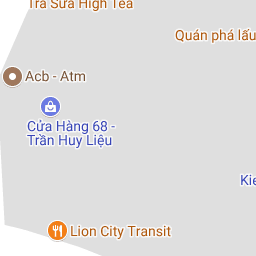 Trà Sữa High Tea
Quán phá lấu
Acb - Atm
Cửa Hàng 68 -
Trần Huy Liệu
Kie
Lion City Transit